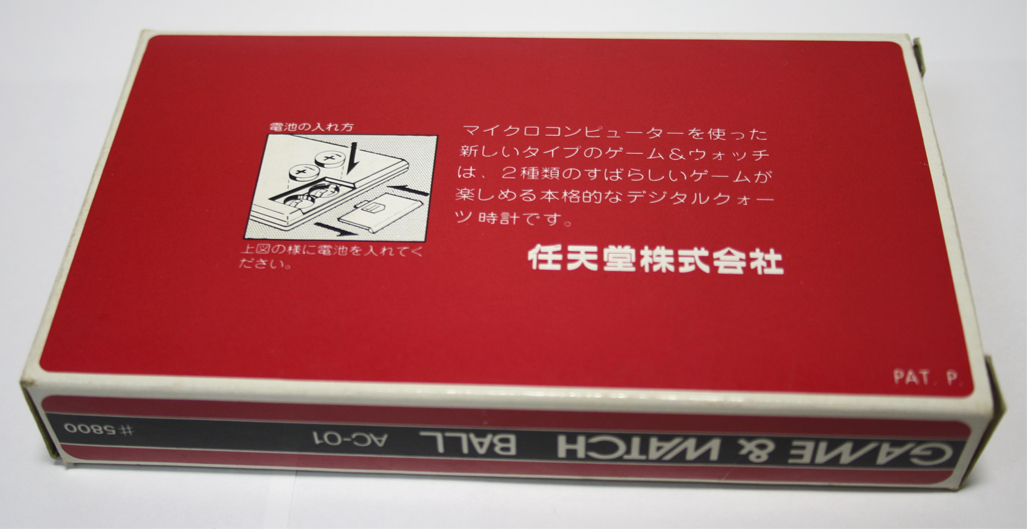 電池の入れ方
上図の様に電池を入れてく
ださい。
マイクロコンピューターを使った
新しいタイプのゲーム&ウォッチ
は、2種類のすばらしいゲームが
楽しめる本格的なデジタルクォー
ツ時計です。
任天堂株式会社
PAT. P.
GAME & WATCH BALL AC-01 #5800